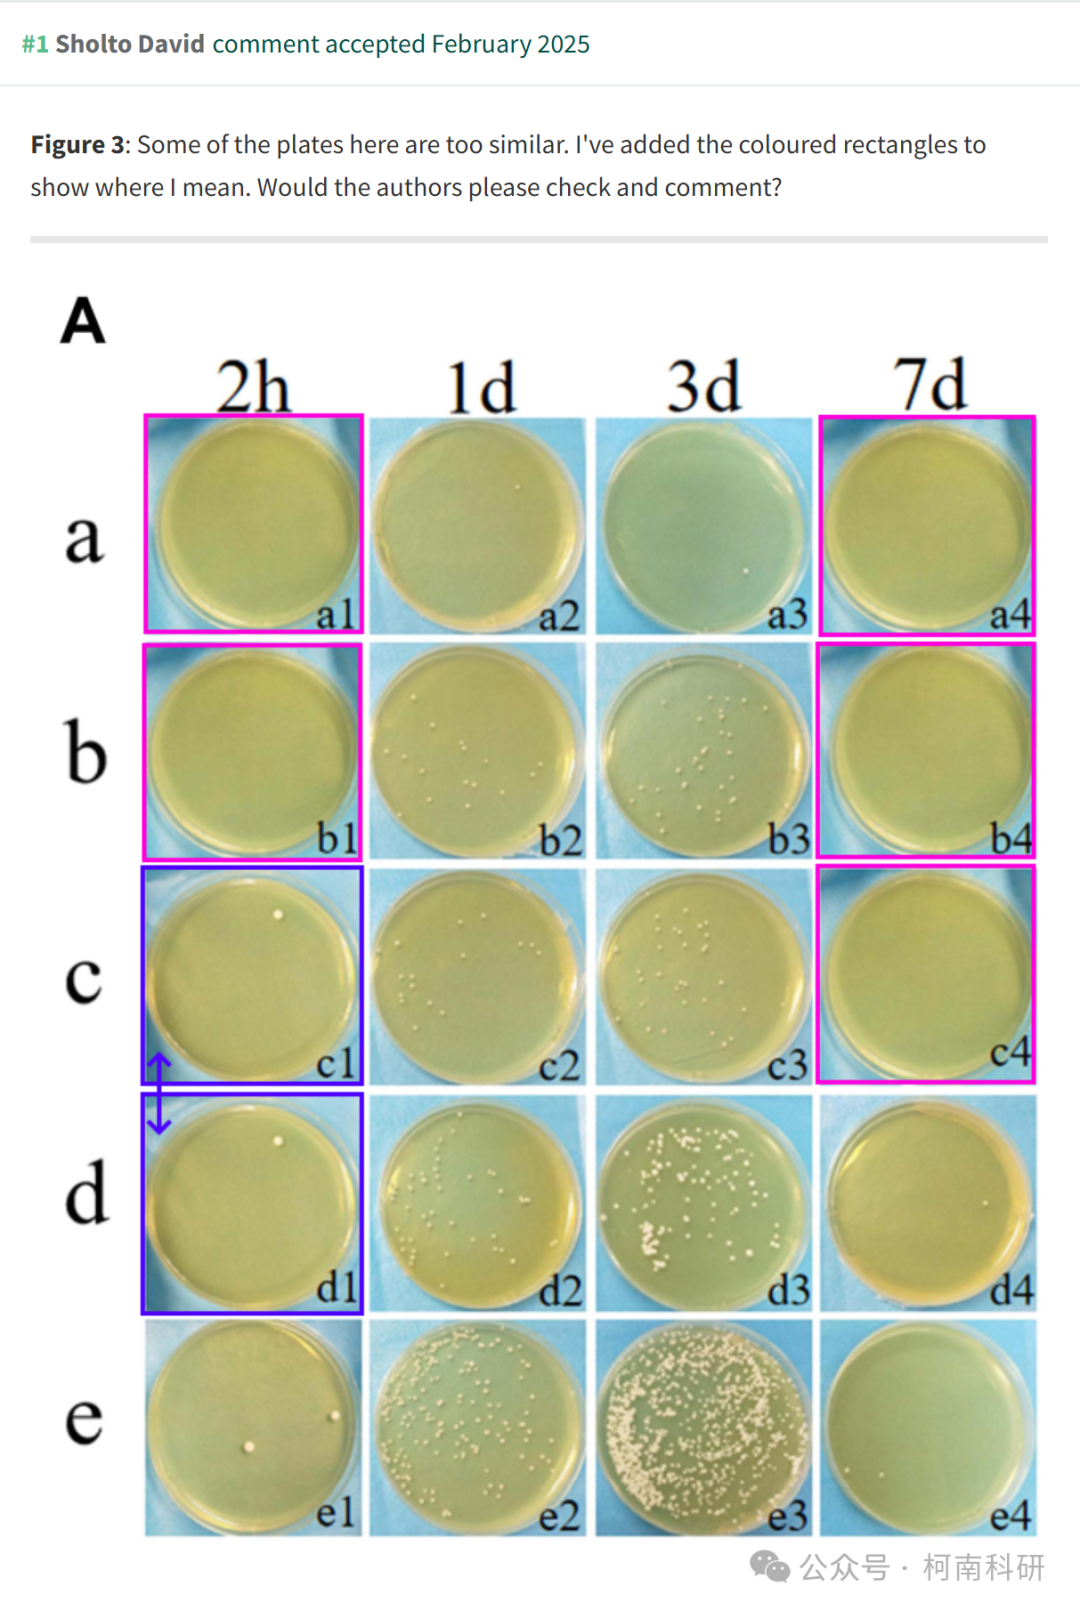 #1 Sholto David comment accepted February 2025
Figure 3: Some of the plates here are too similar. I've added the coloured rectangles to
show where I mean. Would the authors please check and comment?
A
2h 1d 3d 7d
a a1 a2 a3 a4
b b1 b2 b3 b4
c c1 c2 c3 c4
d d1 d2 d3 d4
e e1 e2 e3 e4
公众号 · 柯南科研